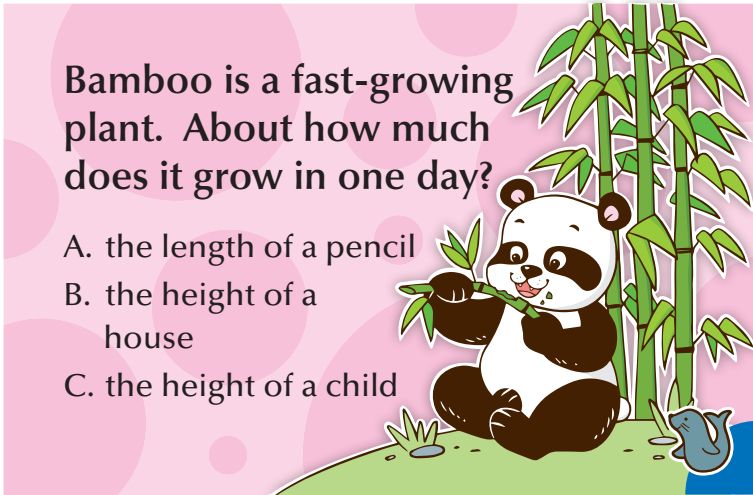 Bamboo is a fast-growing
plant.  About how much
does it grow in one day?
A. the length of a pencil
B. the height of a
house
C. the height of a child